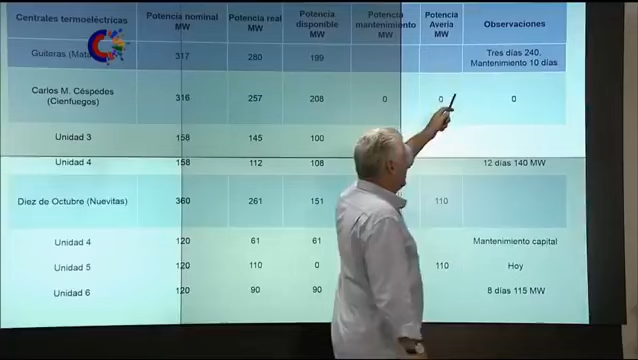 Centrales termoeléctricas Potencia nominal MW Potencia real MW Potencia disponible MW Potencia mantenimiento MW Potencia Avería MW Observaciones
Guiteras 317 280 199 Tres días 240. Mantenimiento 10 días
Carlos M. Céspedes (Cienfuegos) 316 257 208 0 0 0
Unidad 3 158 145 100
Unidad 4 158 112 108 12 días 140 MW
Diez de Octubre (Nuevitas) 360 261 151 110
Unidad 4 120 61 61 Mantenimiento capital
Unidad 5 120 110 0 110 Hoy
Unidad 6 120 90 90 8 días 115 MW